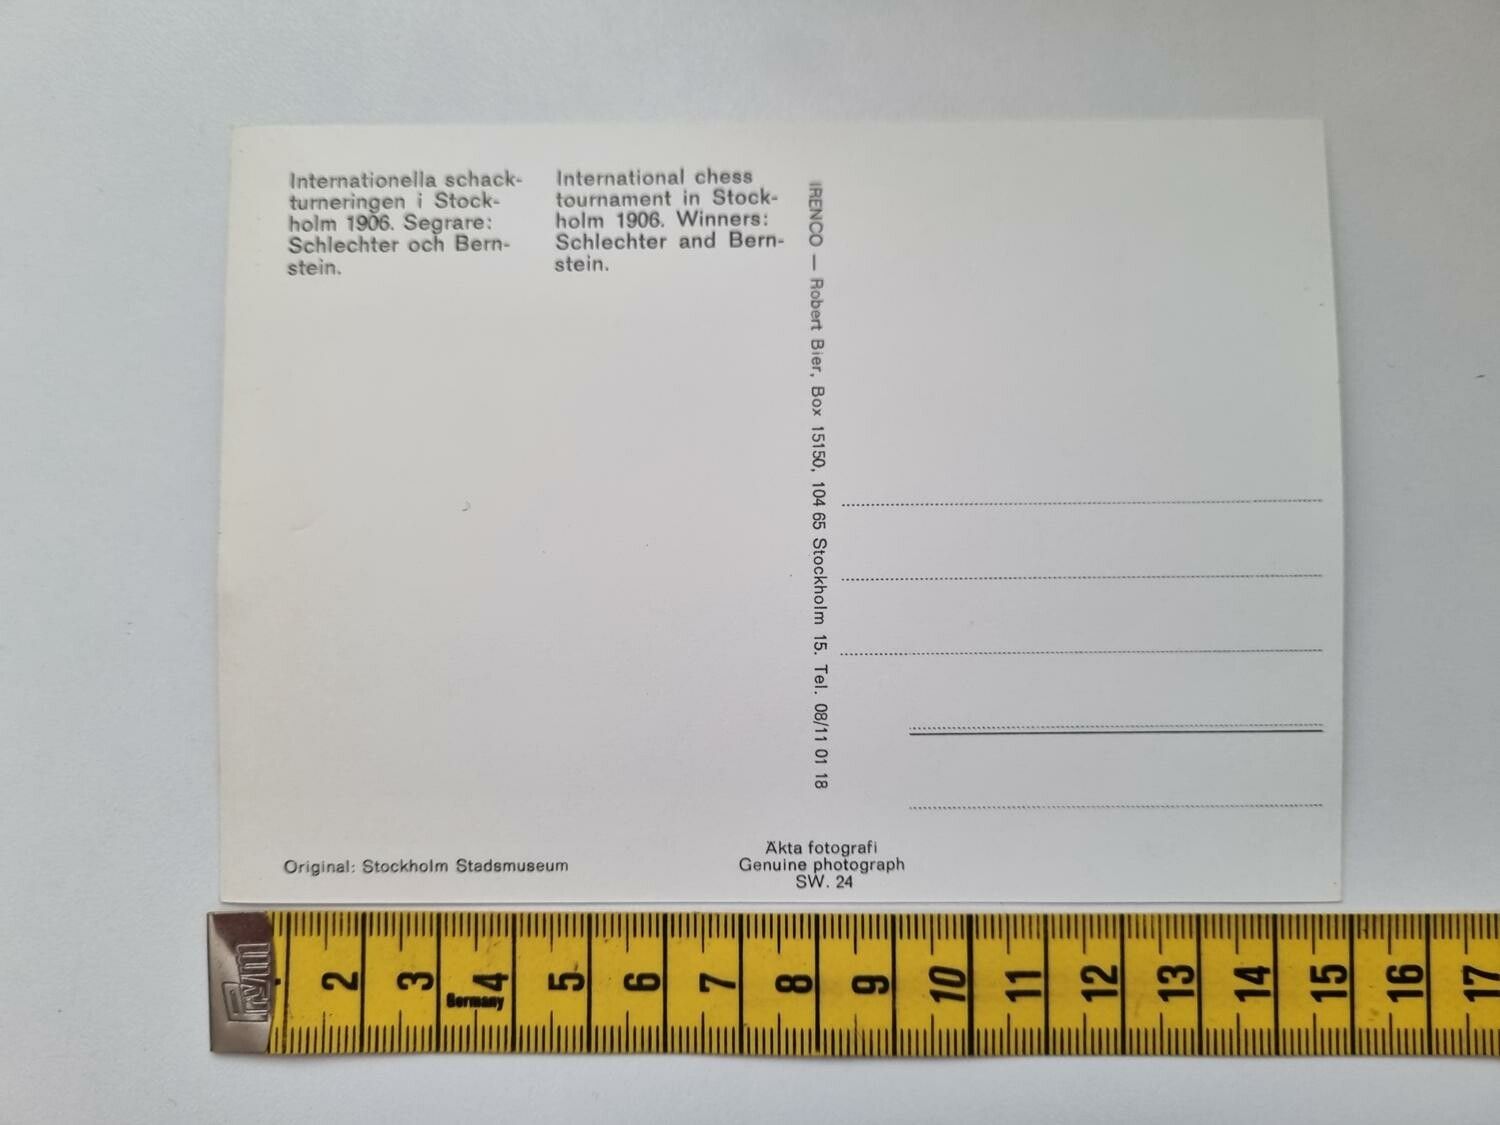 Internationella schack-
turneringen i Stock-
holm 1906. Segrare:
Schlechter och Bern-
stein.
International chess
tournament in Stock-
holm 1906. Winners:
Schlechter and Bern-
stein.
IRENCO — Robert Bier, Box 15150, 104 65 Stockholm 15. Tel. 08/11 01 18
Original: Stockholm Stadsmuseum
Äkta fotografi
Genuine photograph
SW. 24
Prym
2 3 4 5 6 7 8 9 10 11 12 13 14 15 16 17
Germany